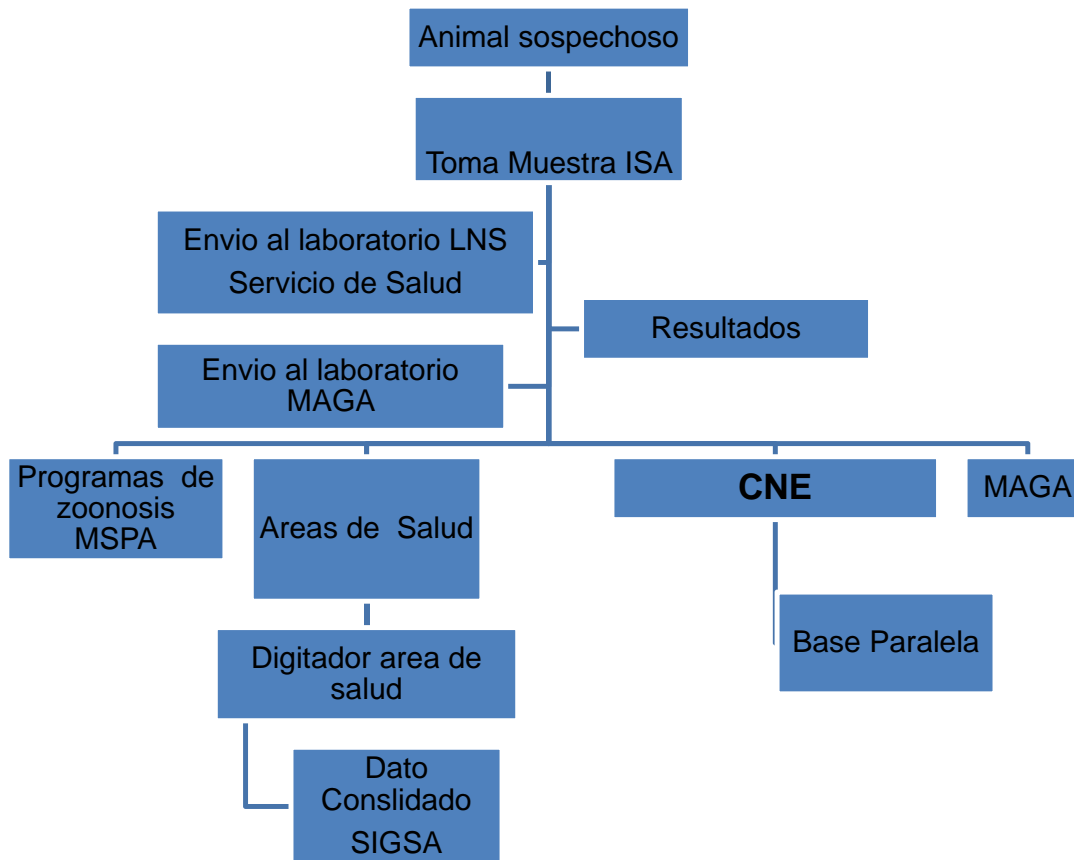 Animal sospechoso
Toma Muestra ISA
Envio al laboratorio LNS
Servicio de Salud
Resultados
Envio al laboratorio
MAGA
Programas de
zoonosis
MSPA
Areas de Salud
CNE
MAGA
Digitador area de
salud
Base Paralela
Dato
Conslidado
SIGSA